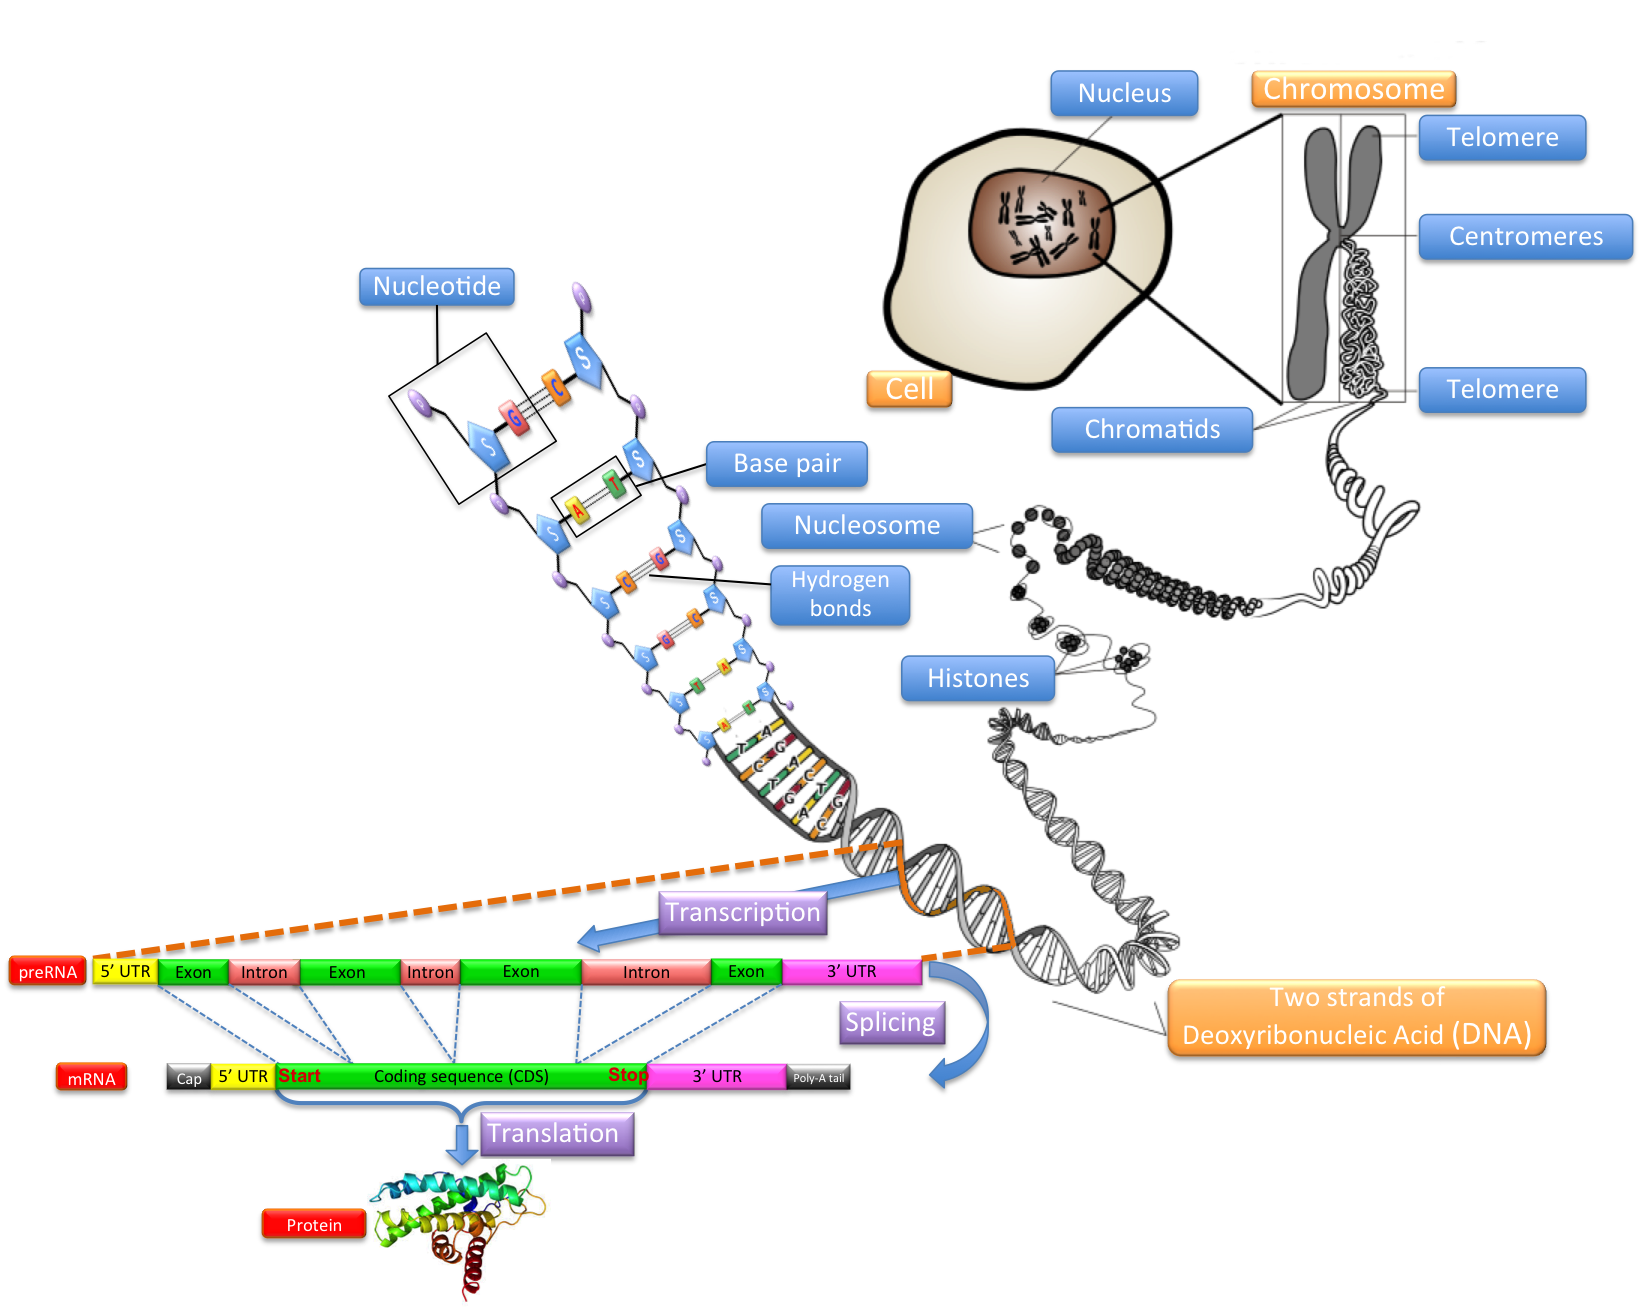 Nucleus
Chromosome
Telomere
Centromeres
Telomere
Cell
Chromatids
Nucleotide
S
C
G
S
Base pair
S
T
A
S
Nucleosome
Hydrogen
bonds
S
G
C
S
S
C
G
S
Histones
S
A
T
S
S
T
A
S
A
T
G
C
A
T
C
G
T
A
G
C
Transcription
preRNA
5’ UTR
Exon
Intron
Exon
Intron
Exon
Intron
Exon
3’ UTR
Splicing
Two strands of
Deoxyribonucleic Acid (DNA)
mRNA
Cap
5’ UTR
Start
Coding sequence (CDS)
Stop
3’ UTR
Poly-A tail
Translation
Protein